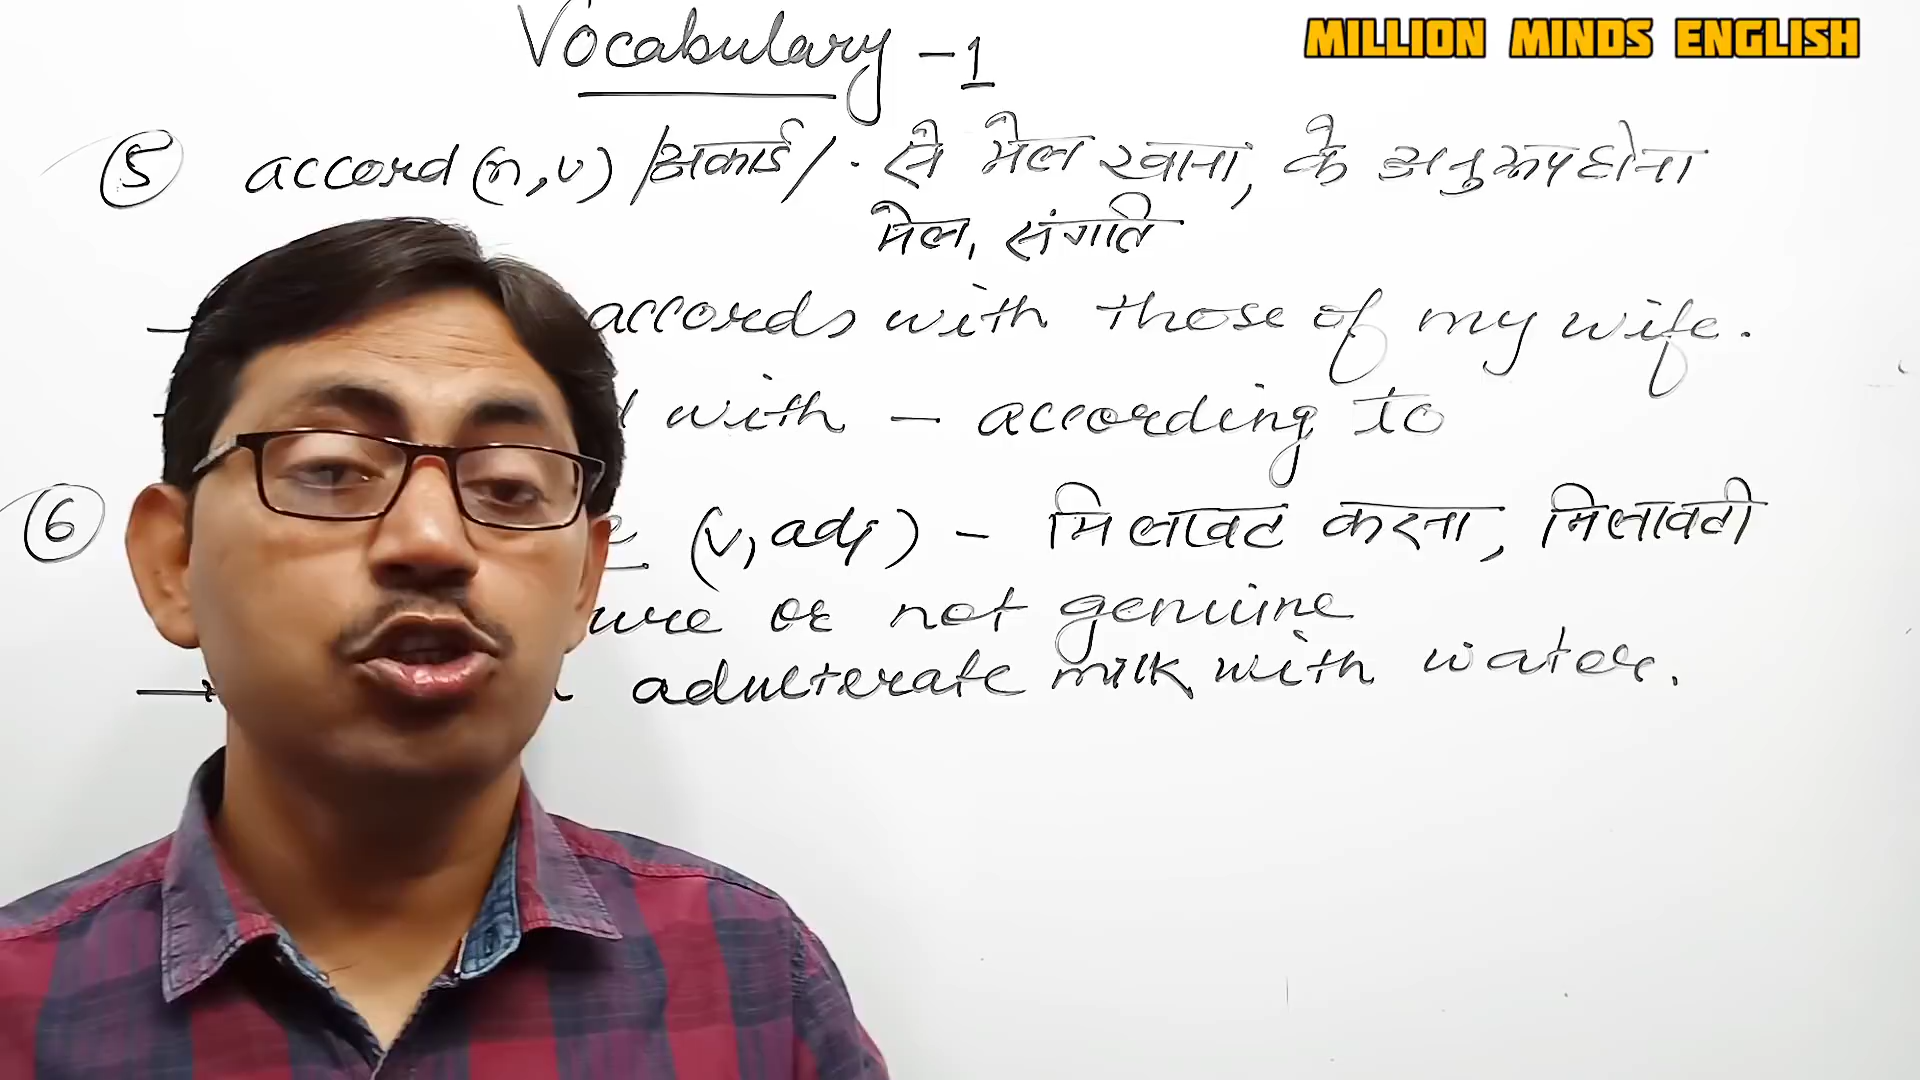 Vocabulary - 1
MILLION MINDS ENGLISH
5 accord (n, v) /अकार्ड/ · से मेल खाना, के अनुरूप होना
मेल, संगति
accords with those of my wife.
with - according to
6 (v, adj) - मिलावट करना, मिलावटी
or not genuine
→ adulterate milk with water.